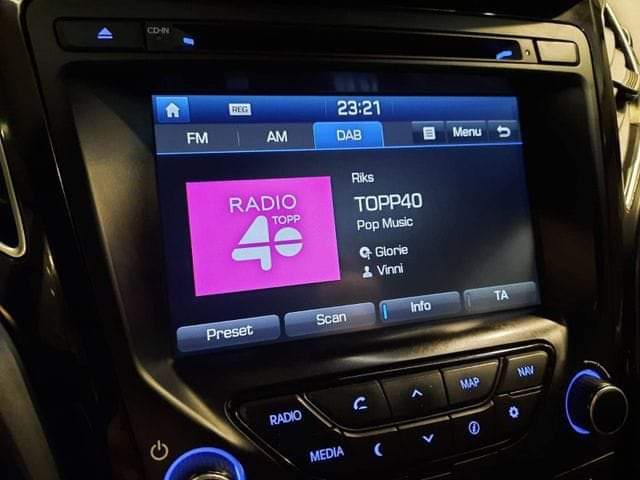 CD-IN
REG 23:21
FM AM DAB Menu
Riks
RADIO
TOPP
40
TOPP40
Pop Music
Glorie
Vinni
Preset Scan Info TA
RADIO MAP NAV
MEDIA